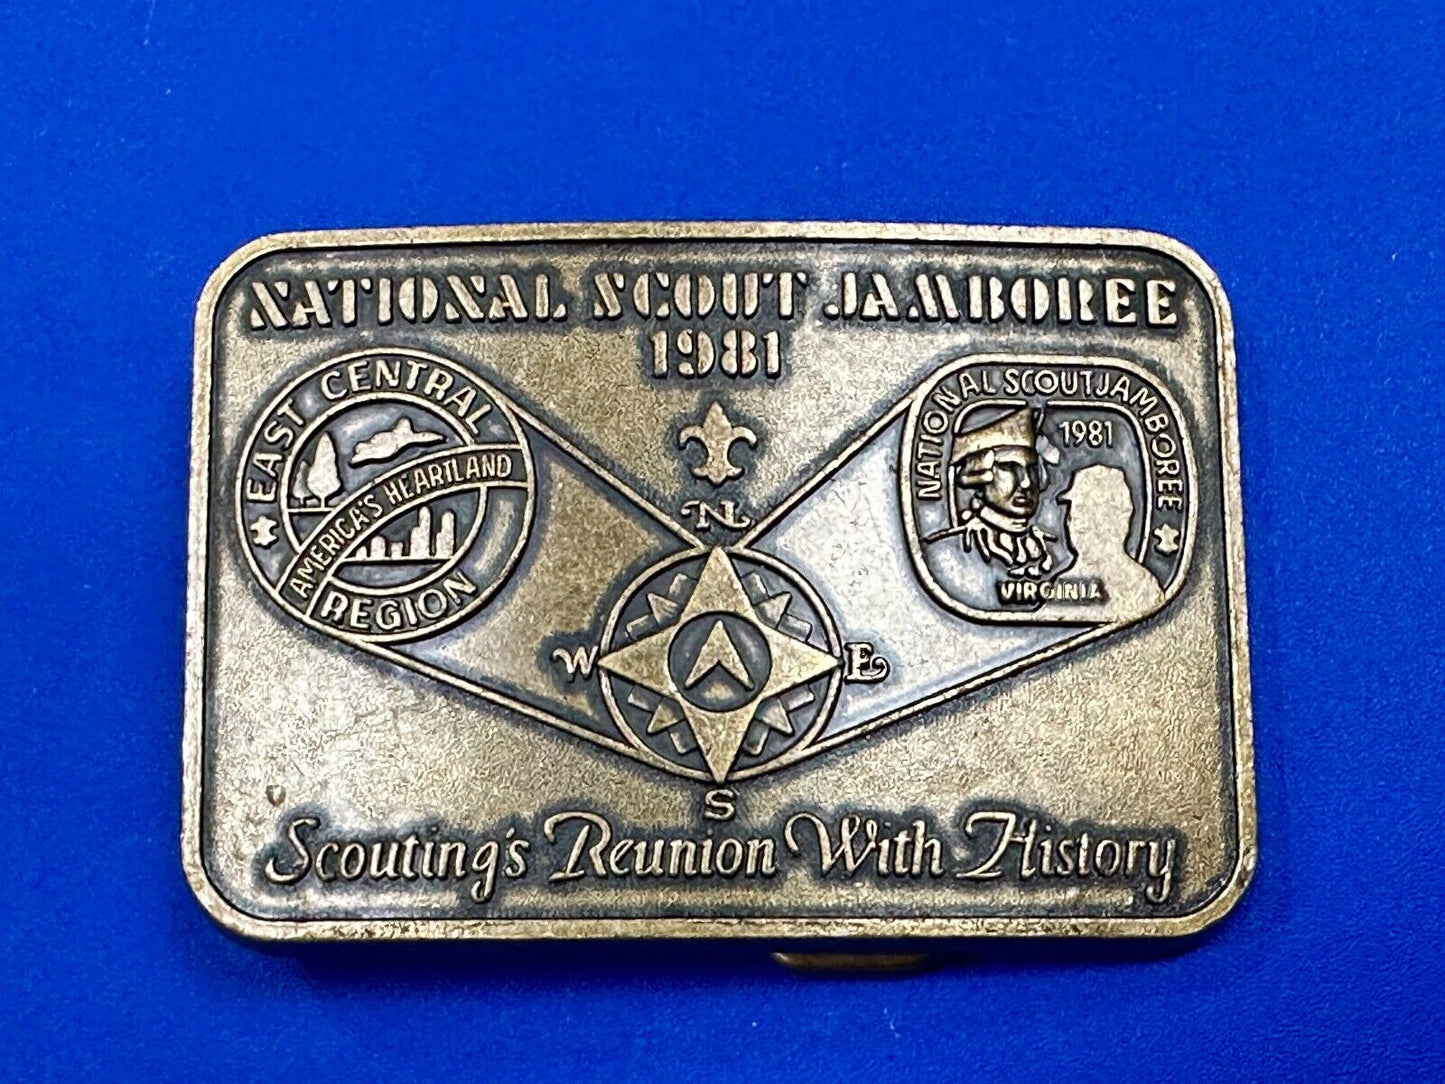 NATIONAL SCOUT JAMBOREE
1981
EAST CENTRAL
AMERICA'S HEARTLAND
REGION
NATIONAL SCOUT JAMBOREE
1981
VIRGINIA
N
W
E
S
Scouting's Reunion With History